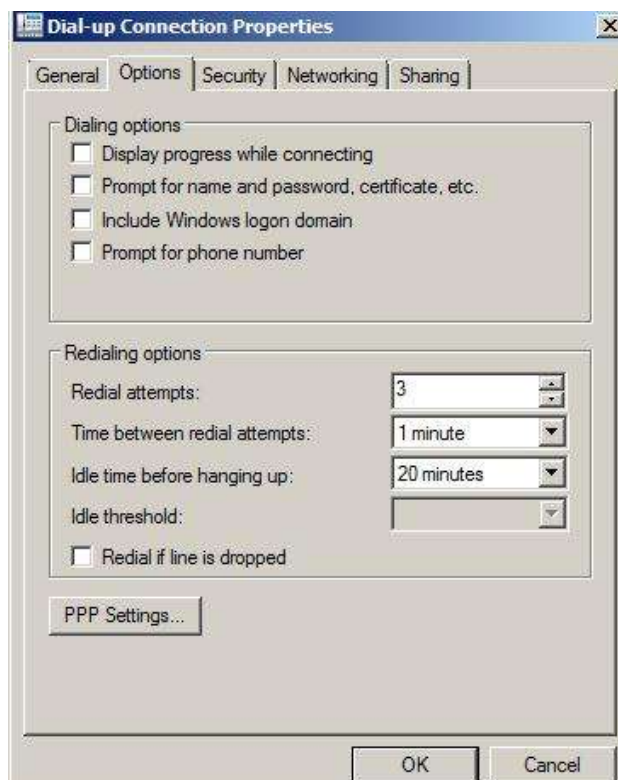 Dial-up Connection Properties
General Options Security Networking Sharing
Dialing options
Display progress while connecting
Prompt for name and password, certificate, etc.
Include Windows logon domain
Prompt for phone number
Redialing options
Redial attempts: 3
Time between redial attempts: 1 minute
Idle time before hanging up: 20 minutes
Idle threshold:
Redial if line is dropped
PPP Settings...
OK Cancel